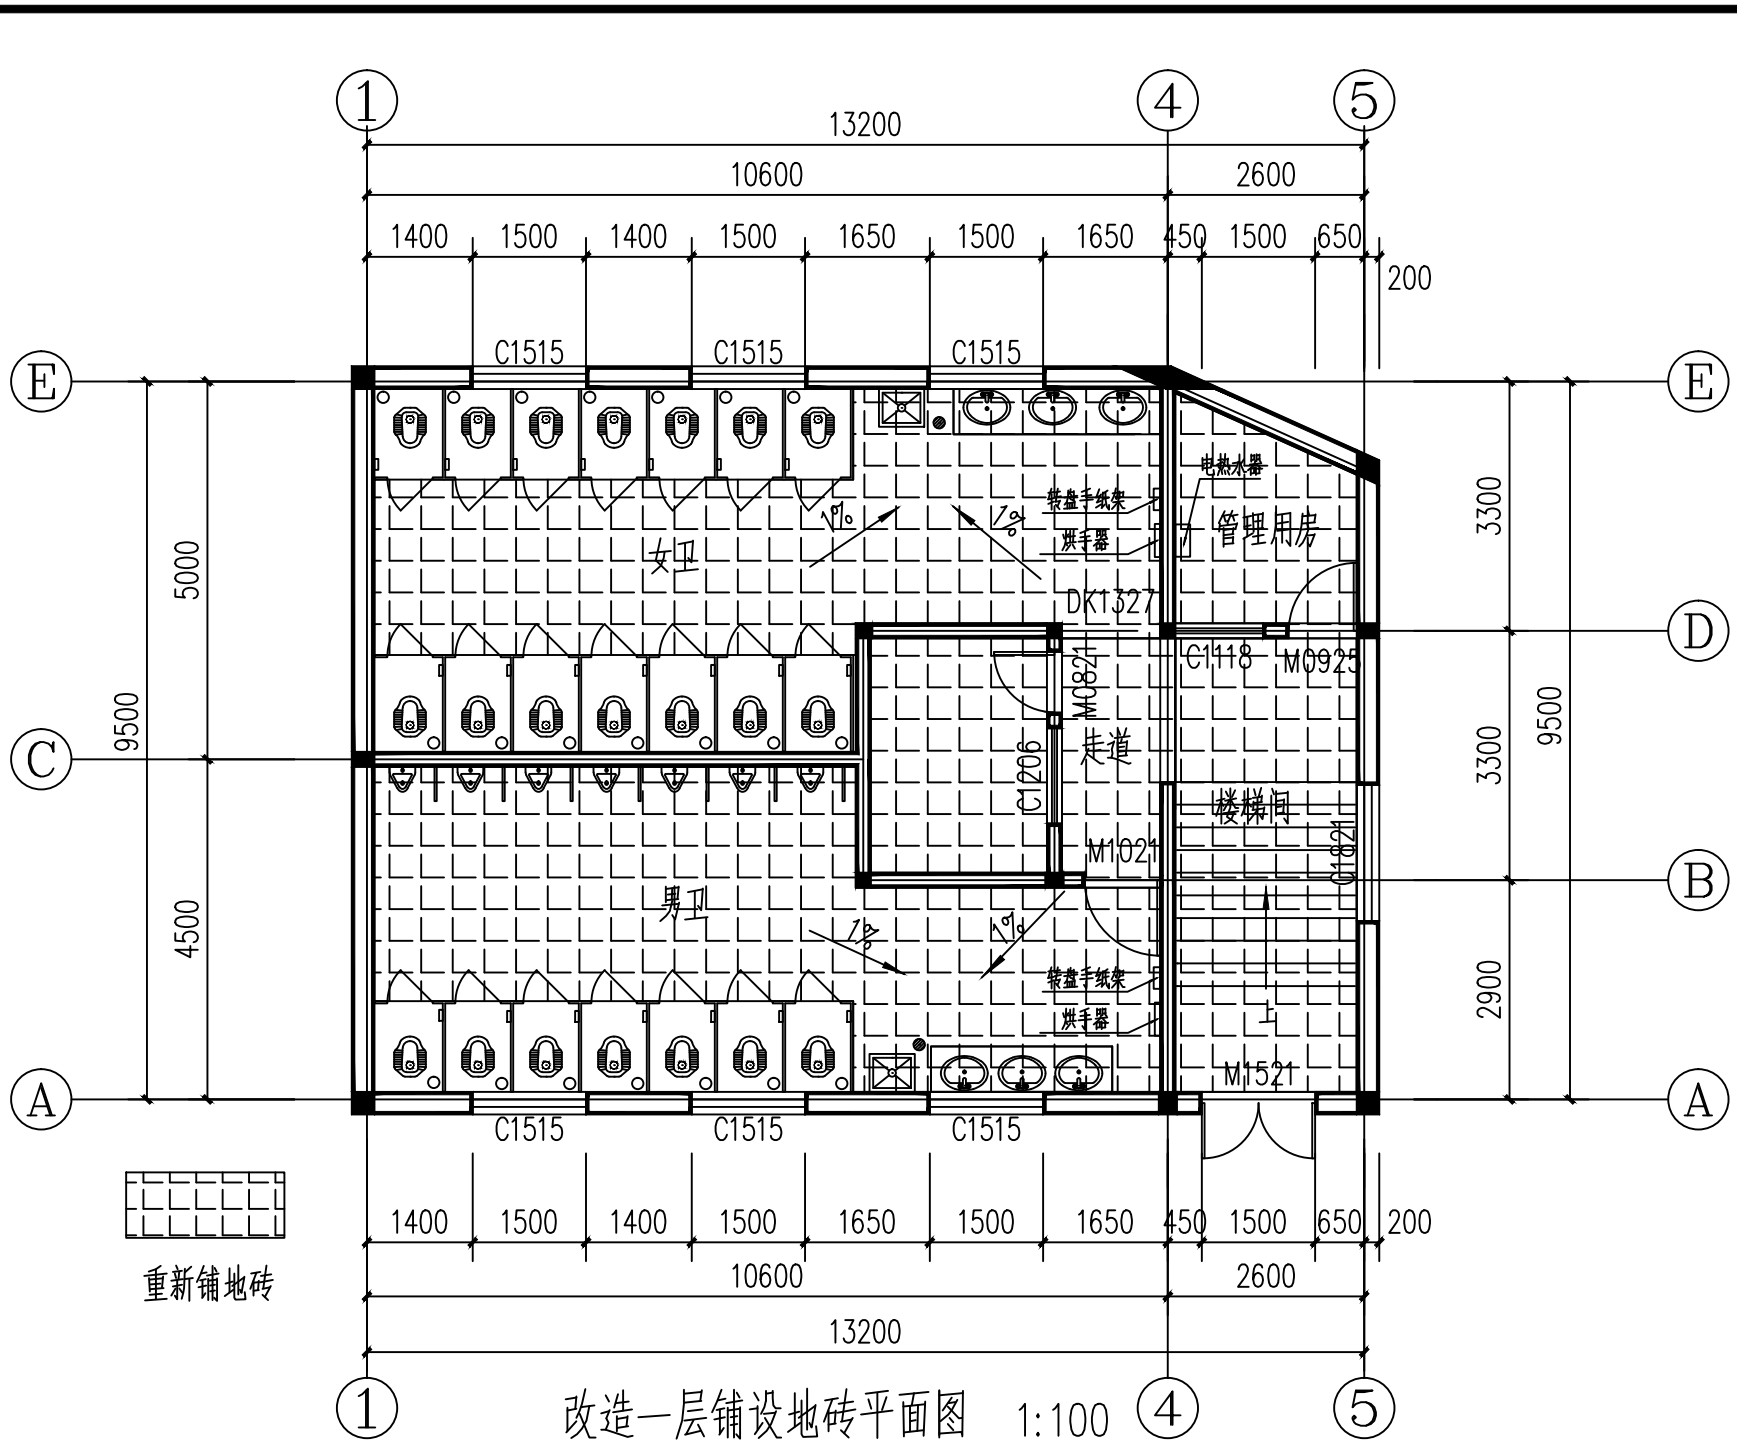 1 4 5
13200
10600 2600
1400 1500 1400 1500 1650 1500 1650 450 1500 650
200
C1515 C1515 C1515
E E
电热水器
转盘手纸架 管理用房
1% 1%
烘手器
女卫
3300
5000
DK1327
D
C1118 M0925
M0821
9500 9500
走道
C C1206 3300
楼梯间
C1821
M1021
B
男卫
4500
1% 1%
转盘手纸架
2900
烘手器 上
M1521
A A
C1515 C1515 C1515
1400 1500 1400 1500 1650 1500 1650 450 1500 650 200
重新铺地砖
10600 2600
13200
改造一层铺设地砖平面图 1:100
1 4 5